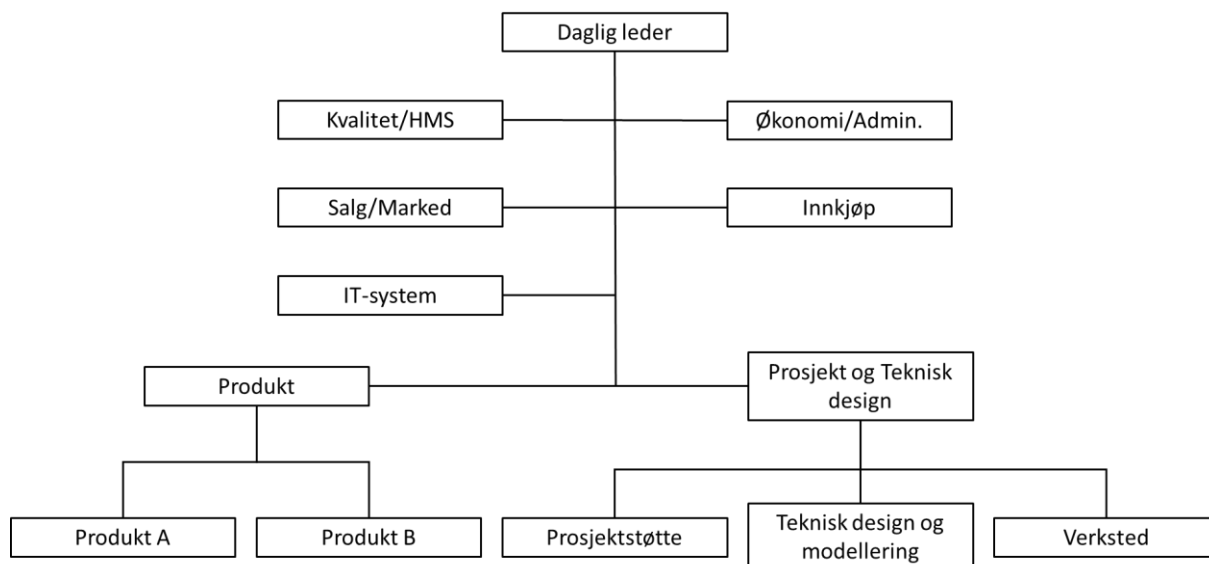 Daglig leder
Kvalitet/HMS
Økonomi/Admin.
Salg/Marked
Innkjøp
IT-system
Produkt
Prosjekt og Teknisk
design
Produkt A
Produkt B
Prosjektstøtte
Teknisk design og
modellering
Verksted